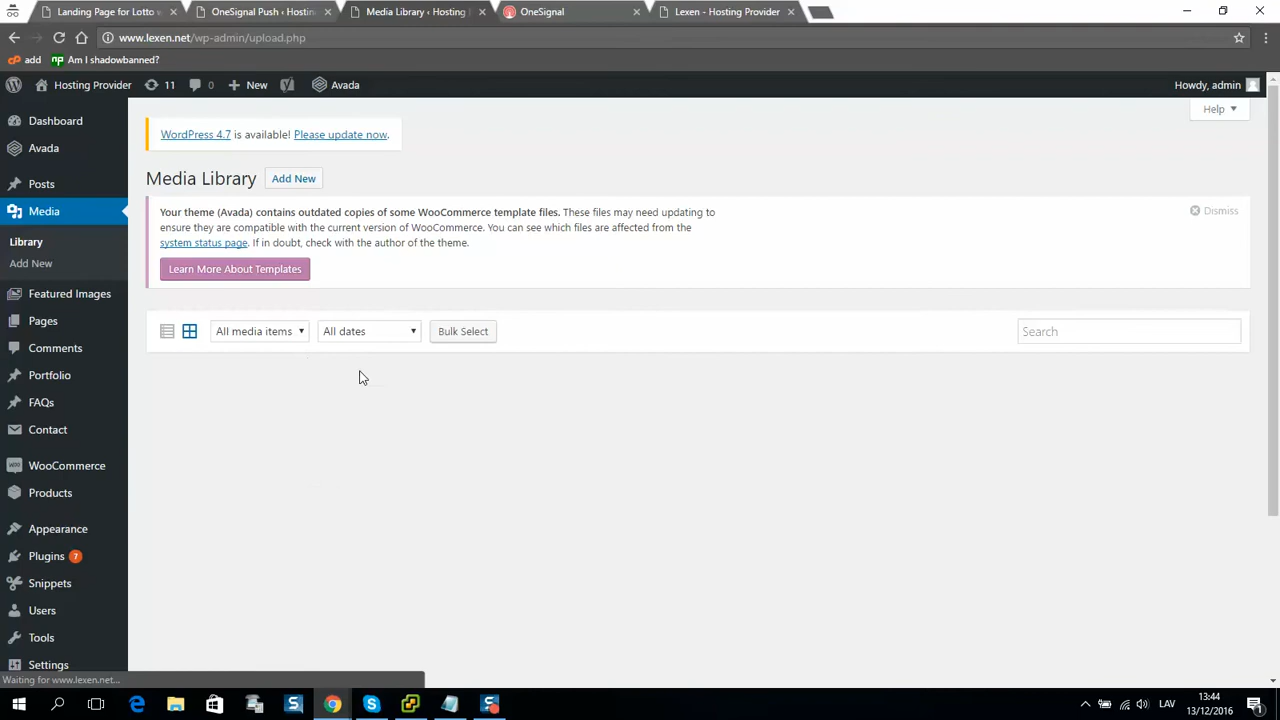 Landing Page for Lotto w
OneSignal Push ‹ Hostin
Media Library ‹ Hosting
OneSignal
Lexen - Hosting Provider
www.lexen.net/wp-admin/upload.php
add
np
Am I shadowbanned?
Hosting Provider
11
0
New
Avada
Howdy, admin
Help
Dashboard
Avada
Posts
Media
Library
Add New
Featured Images
Pages
Comments
Portfolio
FAQs
Contact
WooCommerce
Products
Appearance
Plugins 7
Snippets
Users
Tools
Settings
WordPress 4.7 is available! Please update now.
Media Library
Add New
Your theme (Avada) contains outdated copies of some WooCommerce template files. These files may need updating to
ensure they are compatible with the current version of WooCommerce. You can see which files are affected from the
system status page. If in doubt, check with the author of the theme.
Dismiss
Learn More About Templates
All media items
All dates
Bulk Select
Search
Waiting for www.lexen.net...
LAV
13:44
13/12/2016
1